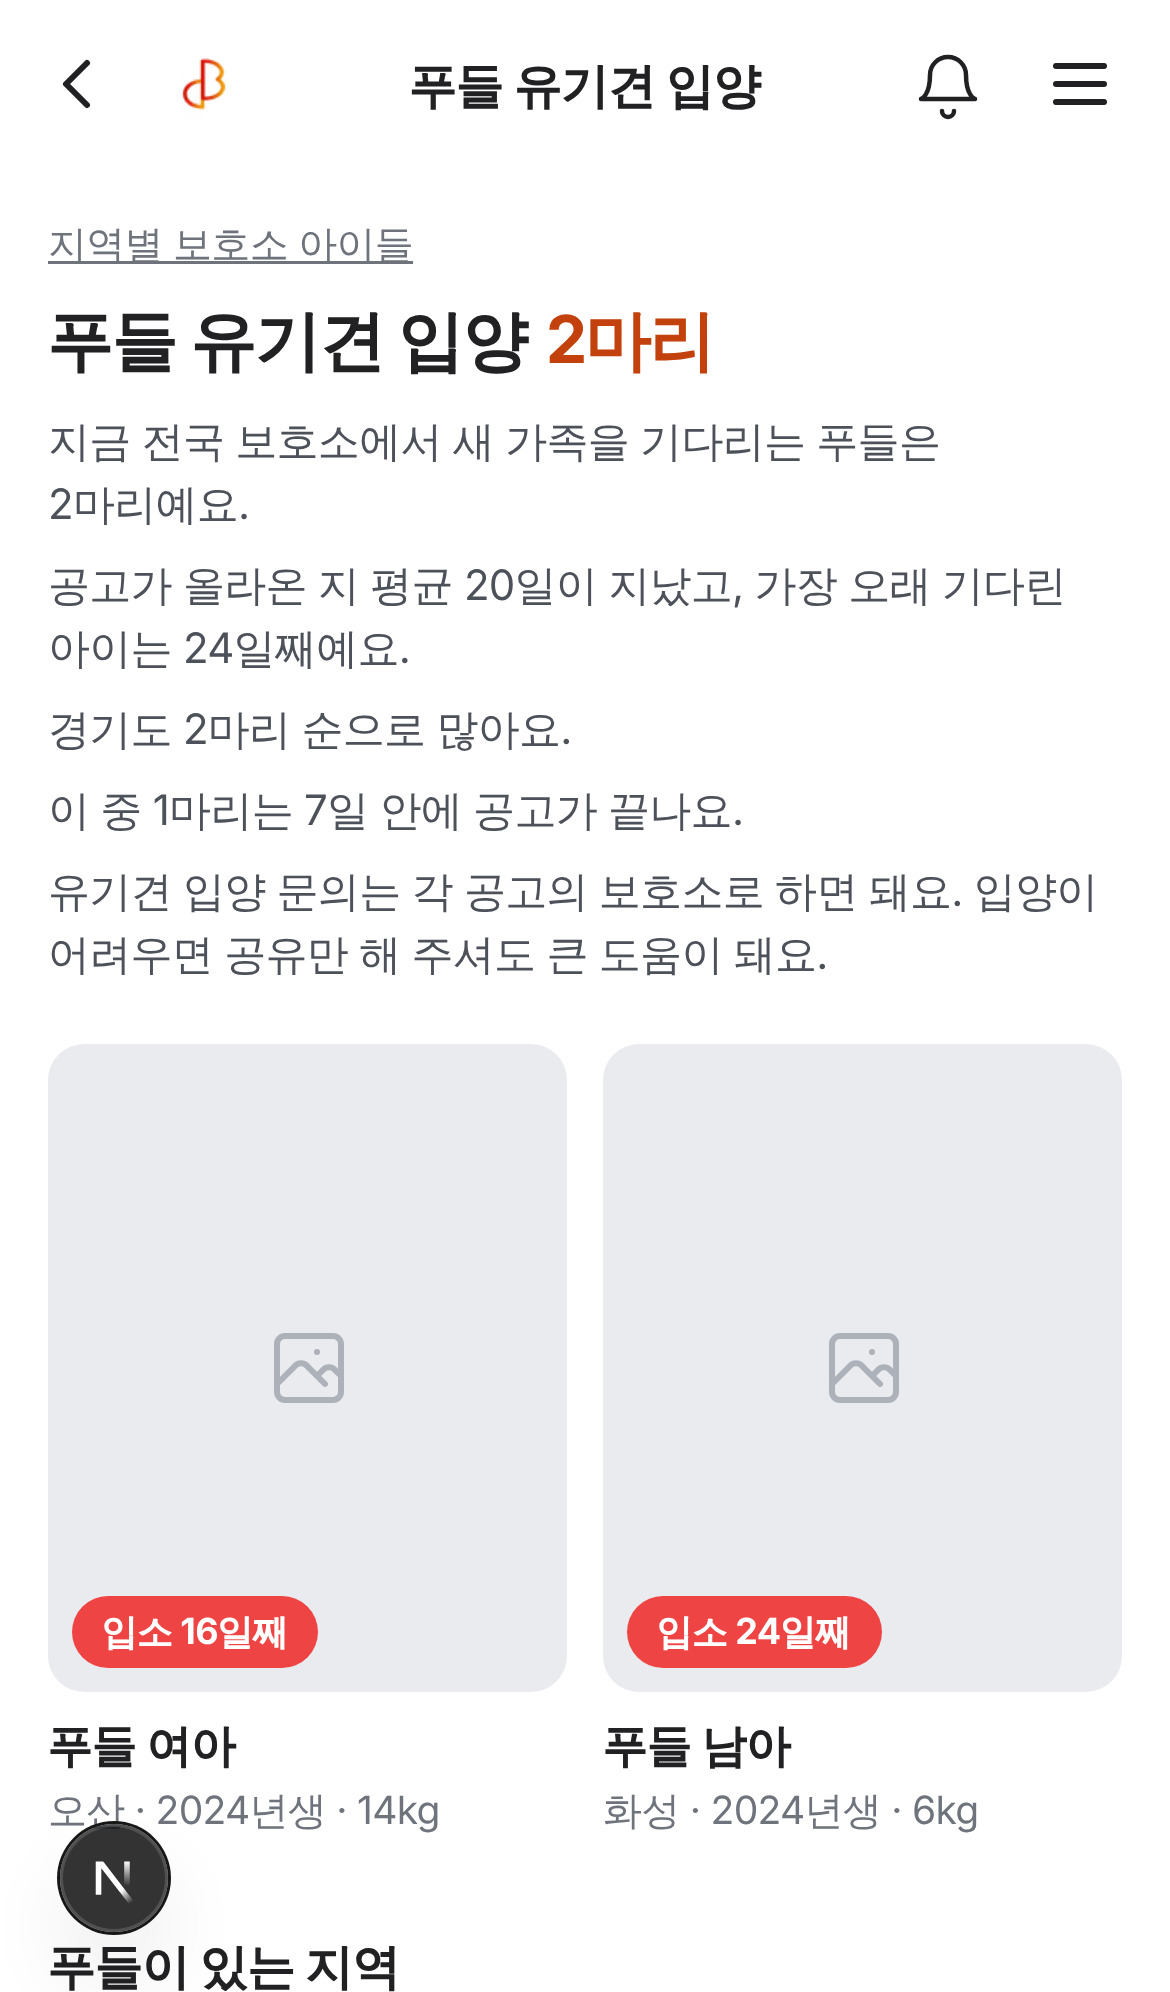 푸들 유기견 입양
지역별 보호소 아이들
푸들 유기견 입양 2마리
지금 전국 보호소에서 새 가족을 기다리는 푸들은
2마리예요.
공고가 올라온 지 평균 20일이 지났고, 가장 오래 기다린
아이는 24일째예요.
경기도 2마리 순으로 많아요.
이 중 1마리는 7일 안에 공고가 끝나요.
유기견 입양 문의는 각 공고의 보호소로 하면 돼요. 입양이
어려우면 공유만 해 주셔도 큰 도움이 돼요.
입소 16일째
입소 24일째
푸들 여아
푸들 남아
오산 · 2024년생 · 14kg
화성 · 2024년생 · 6kg
N
푸들이 있는 지역